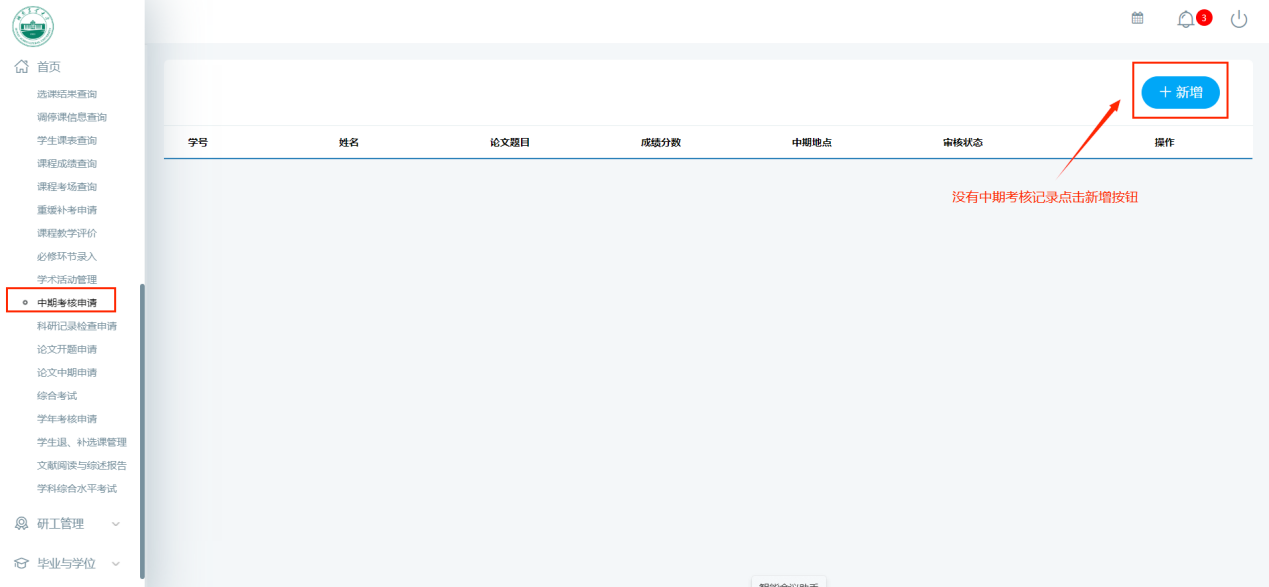 3
首页
选课结果查询
调停课信息查询
学生课表查询
课程成绩查询
课程考场查询
重缓补考申请
课程教学评价
必修环节录入
学术活动管理
中期考核申请
科研记录检查申请
论文开题申请
论文中期申请
综合考试
学年考核申请
学生退、补选课管理
文献阅读与综述报告
学科综合水平考试
研工管理
毕业与学位
+ 新增
学号 姓名 论文题目 成绩分数 中期地点 审核状态 操作
没有中期考核记录点击新增按钮